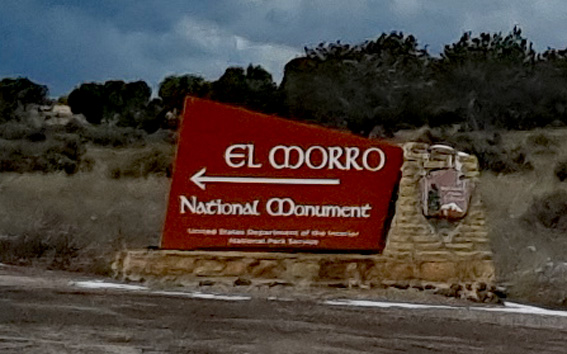 EL MORRO
National Monument
United States Department of the Interior
National Park Service